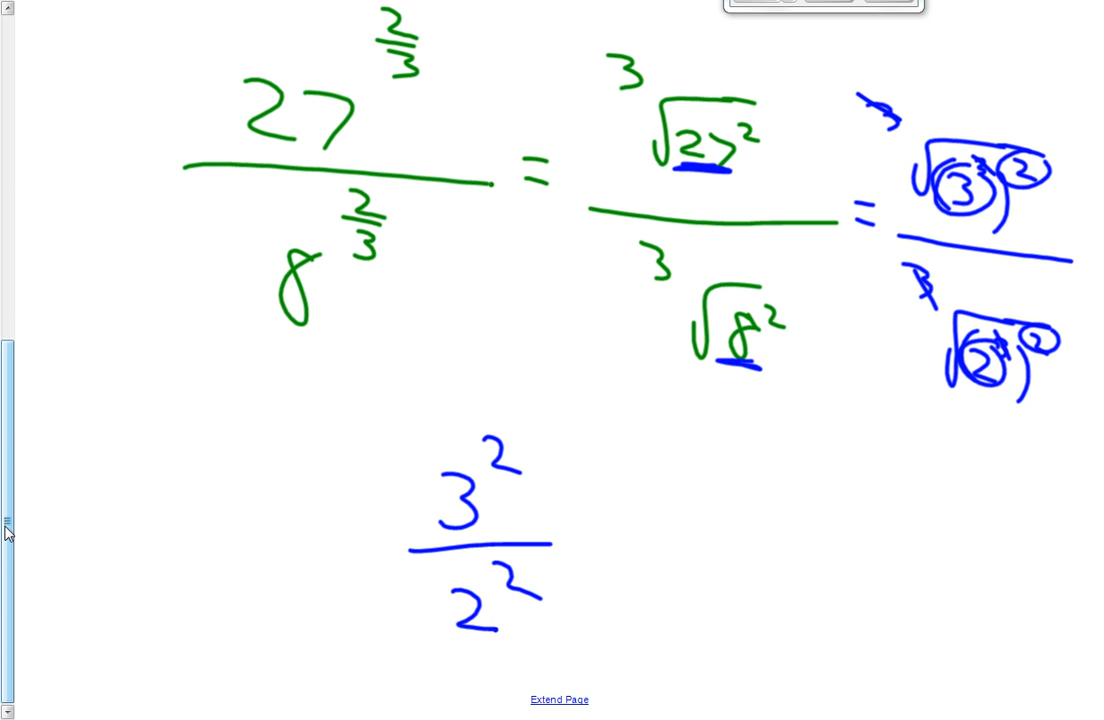 27^(2/3) / 8^(2/3) = ∛(27²) / ∛(8²) = ∛((3³)²) / ∛((2³)²)
3² / 2²
Extend Page